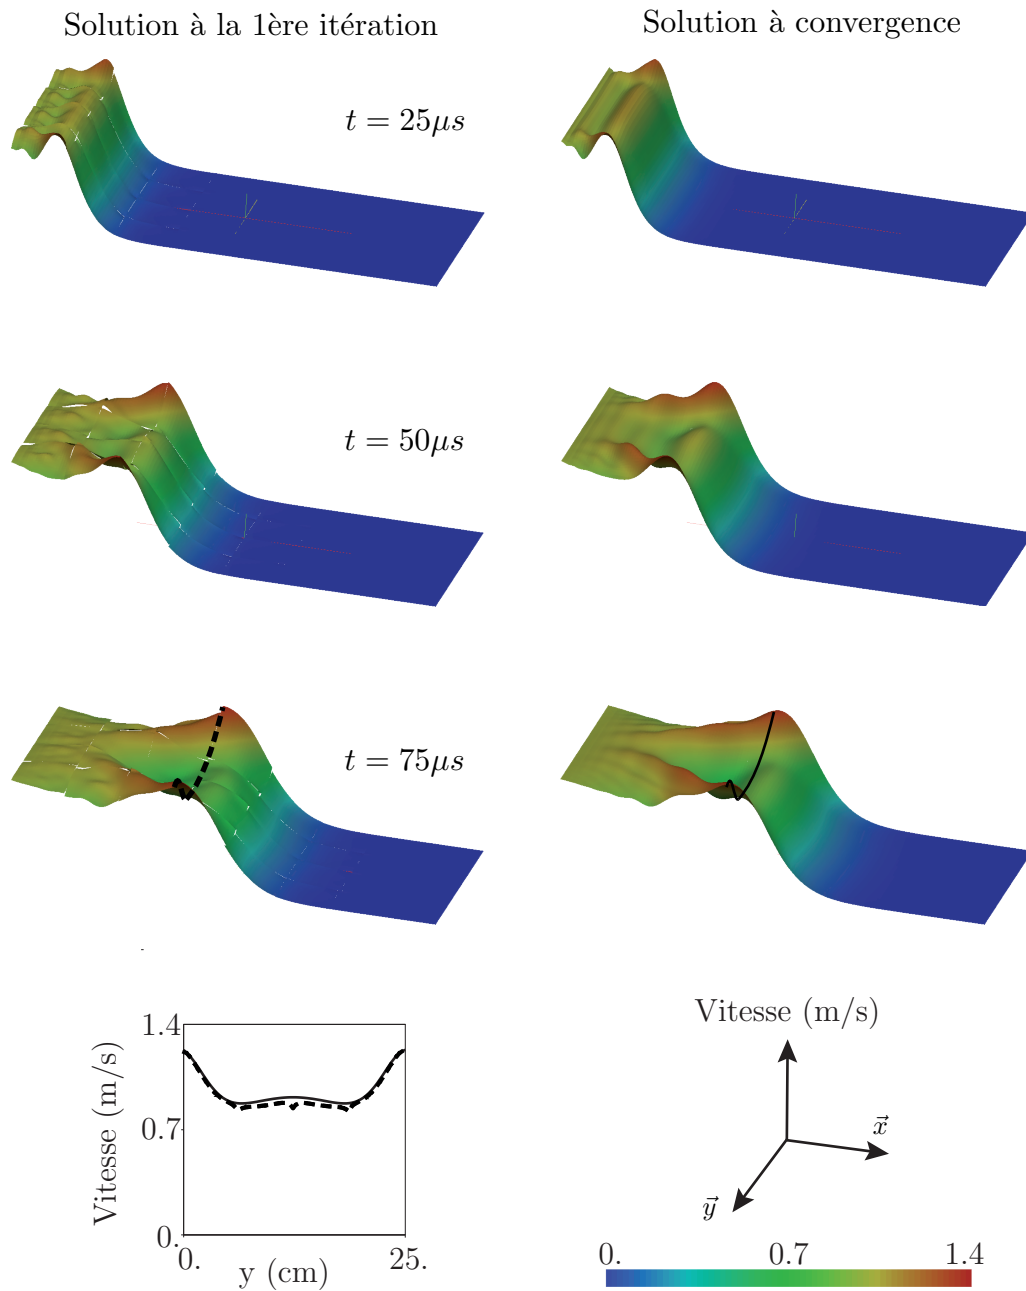 Solution à la 1ère itération
Solution à convergence
t = 25µs
t = 50µs
t = 75µs
Vitesse (m/s)
1.4
0.7
0.
0.
25.
y (cm)
Vitesse (m/s)
x⃗
y⃗
0.
0.7
1.4